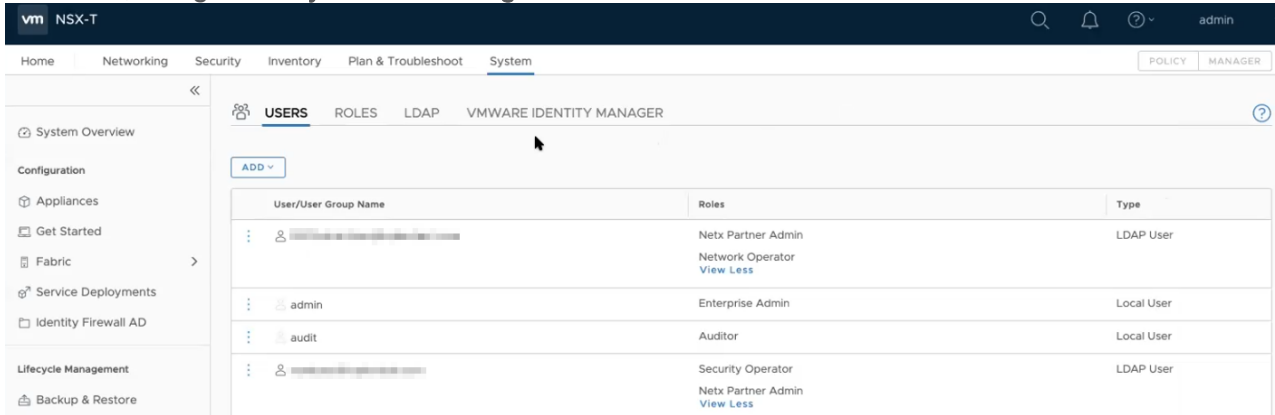 vm NSX-T admin
Home Networking Security Inventory Plan & Troubleshoot System POLICY MANAGER
USERS ROLES LDAP VMWARE IDENTITY MANAGER
System Overview
Configuration
ADD
Appliances
User/User Group Name Roles Type
Get Started
Netx Partner Admin LDAP User
Fabric
Network Operator
View Less
Service Deployments
admin Enterprise Admin Local User
Identity Firewall AD
audit Auditor Local User
Lifecycle Management
Security Operator LDAP User
Netx Partner Admin
View Less
Backup & Restore